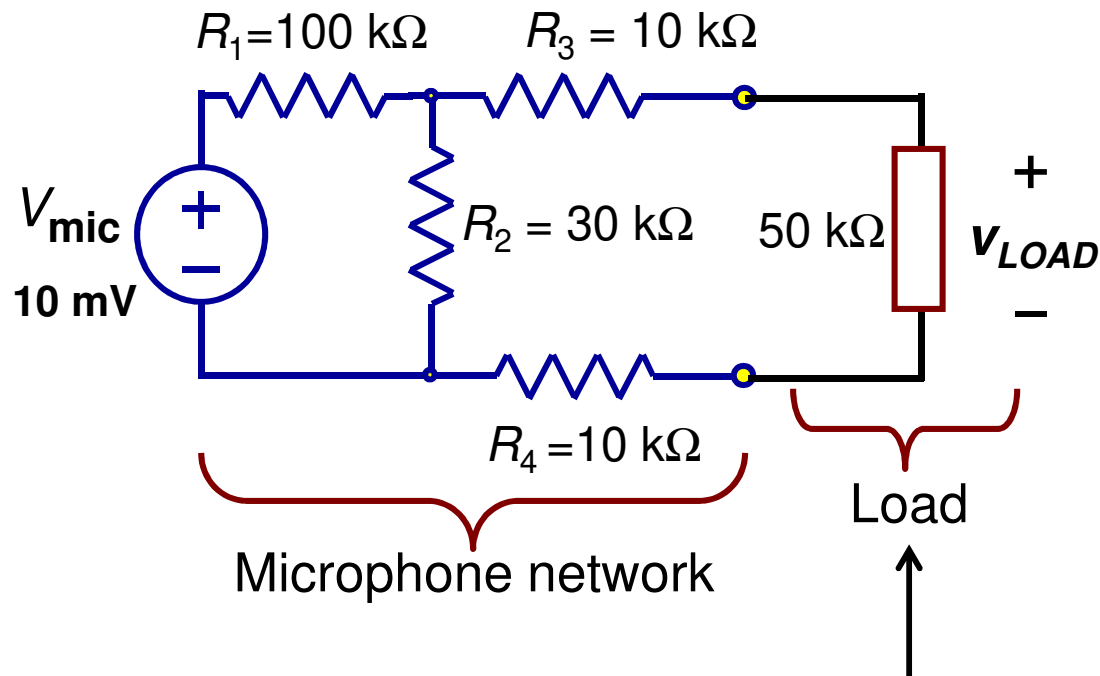 R1=100 kΩ
R3 = 10 kΩ
+
−
Vmic
10 mV
R2 = 30 kΩ
50 kΩ
+
vLOAD
−
R4 =10 kΩ
Load
Microphone network